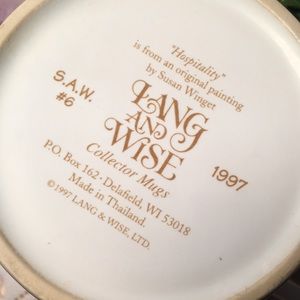 "Hospitality"
is from an original painting
by Susan Winget
S.A.W.
#6
LANG
AND
WISE
1997
Collector Mugs
P.O. Box 162 · Delafield, WI 53018
Made in Thailand.
©1997 LANG & WISE, LTD.